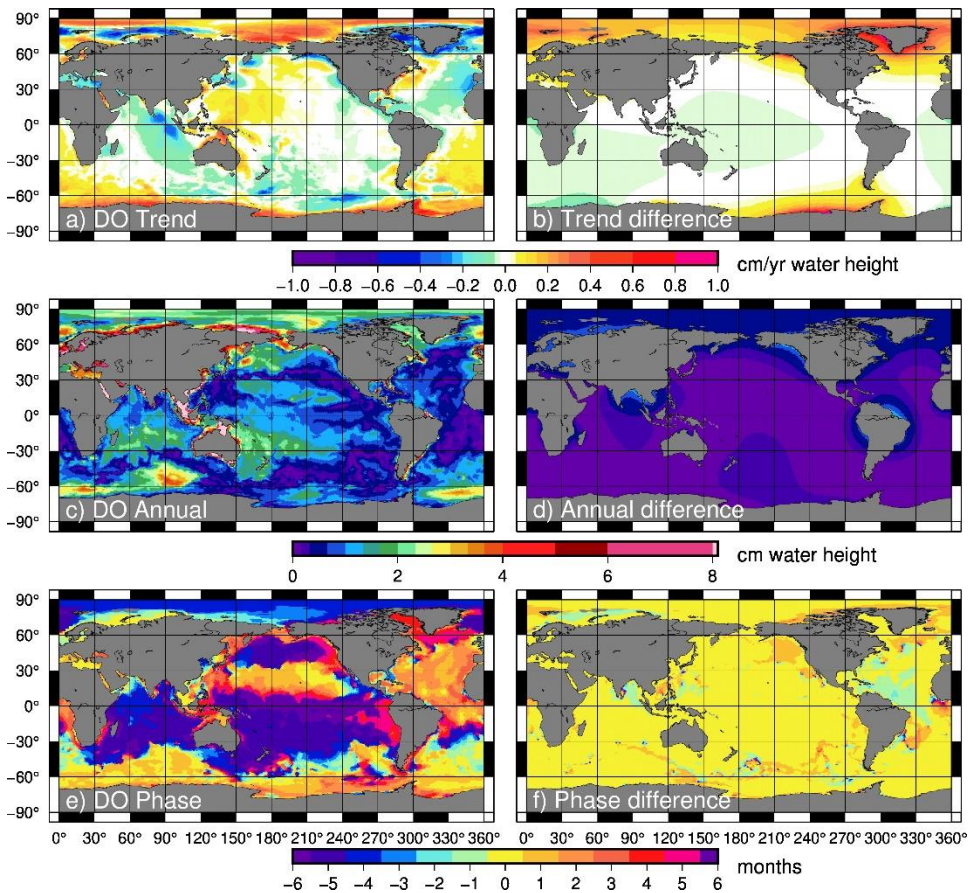 90° 60° 30° 0° −30° −60° −90°
a) DO Trend
b) Trend difference
−1.0 −0.8 −0.6 −0.4 −0.2 0.0 0.2 0.4 0.6 0.8 1.0
cm/yr water height
90° 60° 30° 0° −30° −60° −90°
c) DO Annual
d) Annual difference
0 2 4 6 8
cm water height
90° 60° 30° 0° −30° −60° −90°
e) DO Phase
f) Phase difference
0° 30° 60° 90° 120° 150° 180° 210° 240° 270° 300° 330° 360°
0° 30° 60° 90° 120° 150° 180° 210° 240° 270° 300° 330° 360°
−6 −5 −4 −3 −2 −1 0 1 2 3 4 5 6
months